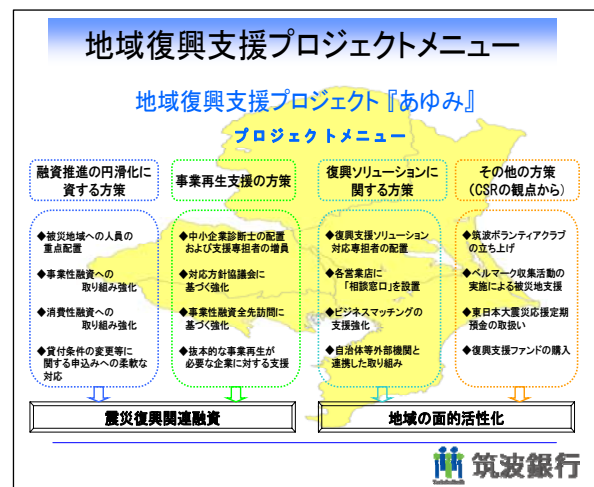 地域復興支援プロジェクトメニュー
地域復興支援プロジェクト『あゆみ』
プロジェクトメニュー
融資推進の円滑化に
資する方策
◆被災地域への人員の
重点配置
◆事業性融資への
取り組み強化
◆消費性融資への
取り組み強化
◆貸付条件の変更等に
関する申込みへの柔軟な
対応
事業再生支援の方策
◆中小企業診断士の配置
および支援専担者の増員
◆対応方針協議会に
基づく強化
◆事業性融資全先訪問に
基づく強化
◆抜本的な事業再生が
必要な企業に対する支援
震災復興関連融資
復興ソリューションに
関する方策
◆復興支援ソリューション
対応専担者の配置
◆各営業店に
「相談窓口」を設置
◆ビジネスマッチングの
支援強化
◆自治体等外部機関と
連携した取り組み
その他の方策
(CSRの観点から)
◆筑波ボランティアクラブ
の立ち上げ
◆ベルマーク収集活動の
実施による被災地支援
◆東日本大震災応援定期
預金の取扱い
◆復興支援ファンドの購入
地域の面的活性化
筑波銀行